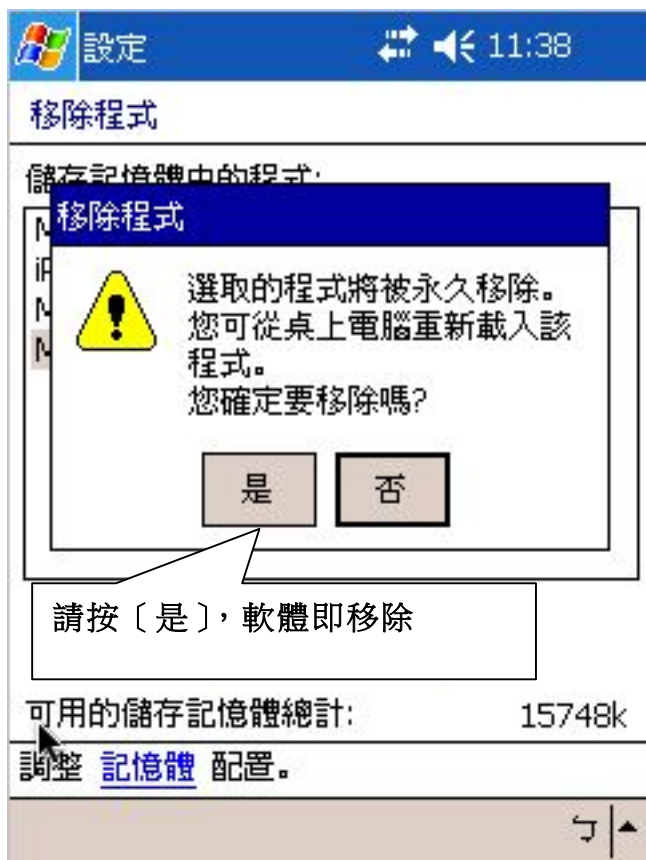 設定 11:38
移除程式
儲存記憶體中的程式:
移除程式
選取的程式將被永久移除。
您可從桌上電腦重新載入該
程式。
您確定要移除嗎?
是 否
請按〔是〕，軟體即移除
可用的儲存記憶體總計: 15748k
調整 記憶體 配置。
ㄅ